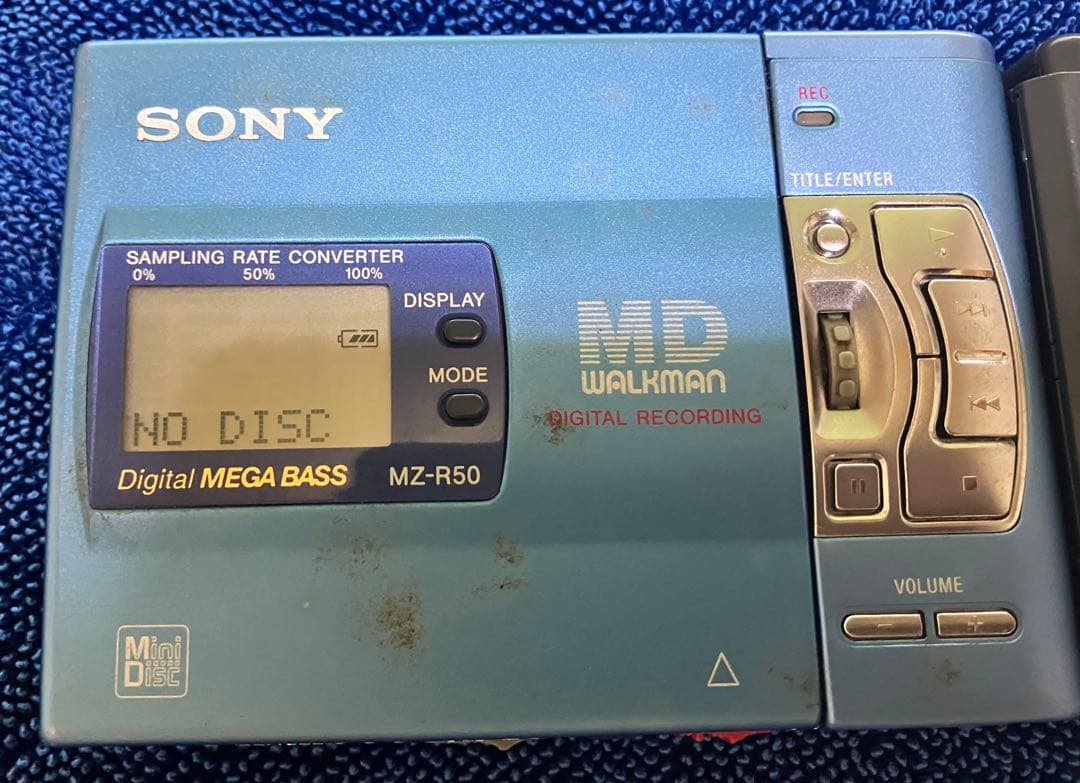 SONY
REC
TITLE/ENTER
SAMPLING RATE CONVERTER
0% 50% 100%
DISPLAY
MODE
NO DISC
Digital MEGA BASS MZ-R50
MD
WALKMAN
DIGITAL RECORDING
VOLUME
- +
Mini
Disc